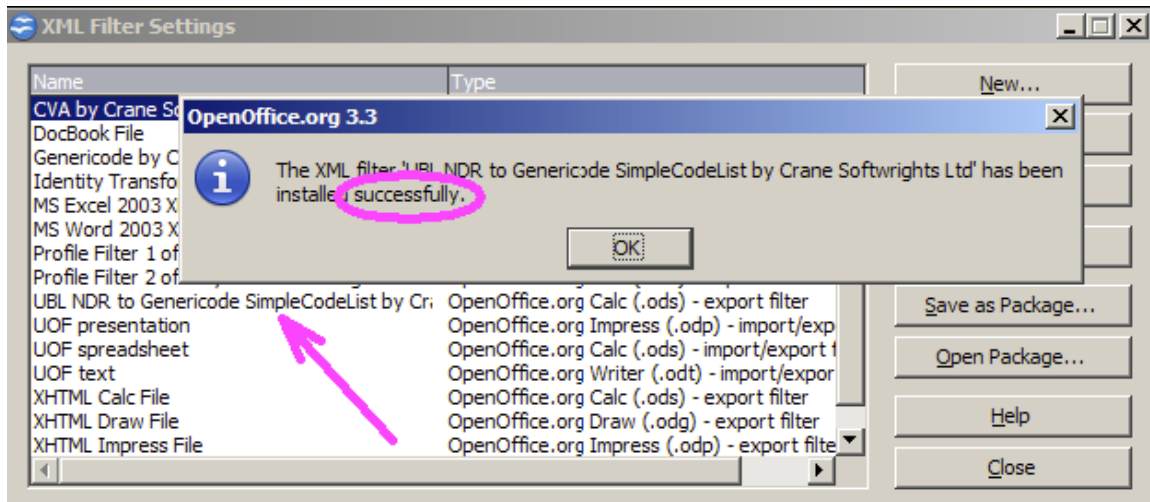 XML Filter Settings
Name Type
New...
CVA by Crane So
DocBook File
Genericode by C
Identity Transfo
MS Excel 2003 X
MS Word 2003 X
Profile Filter 1 of
Profile Filter 2 of
OpenOffice.org 3.3
The XML filter 'UBL NDR to Genericode SimpleCodeList by Crane Softwrights Ltd' has been
installed successfully.
OK
UBL NDR to Genericode SimpleCodeList by Cra OpenOffice.org Calc (.ods) - export filter
UOF presentation OpenOffice.org Impress (.odp) - import/exp
UOF spreadsheet OpenOffice.org Calc (.ods) - import/export f
UOF text OpenOffice.org Writer (.odt) - import/expor
XHTML Calc File OpenOffice.org Calc (.ods) - export filter
XHTML Draw File OpenOffice.org Draw (.odg) - export filter
XHTML Impress File OpenOffice.org Impress (.odp) - export filte
Save as Package...
Open Package...
Help
Close